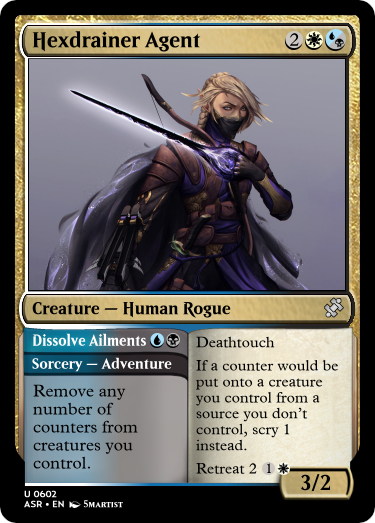 Hexdrainer Agent 2
Creature — Human Rogue
Dissolve Ailments
Sorcery — Adventure
Remove any
number of
counters from
creatures you
control.
Deathtouch
If a counter would be
put onto a creature
you control from a
source you don't
control, scry 1
instead.
Retreat 2 1
3/2
U 0602
ASR • EN SMARTIST